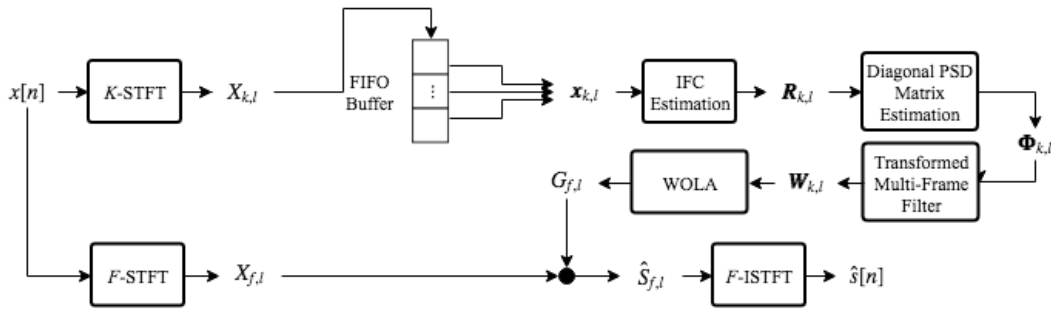 x[n]
K-STFT
X_{k,l}
FIFO
Buffer
⋮
x_{k,l}
IFC
Estimation
R_{k,l}
Diagonal PSD
Matrix
Estimation
Φ_{k,l}
Transformed
Multi-Frame
Filter
W_{k,l}
WOLA
G_{f,l}
F-STFT
X_{f,l}
Ŝ_{f,l}
F-ISTFT
ŝ[n]